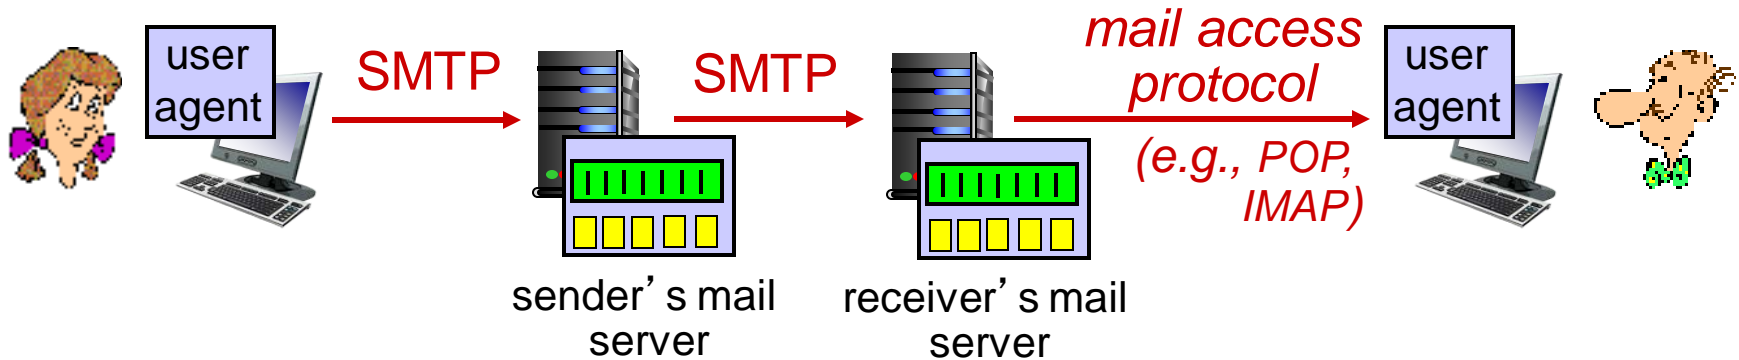 user
agent
SMTP
SMTP
mail access
protocol
(e.g., POP,
IMAP)
user
agent
sender’s mail
server
receiver’s mail
server